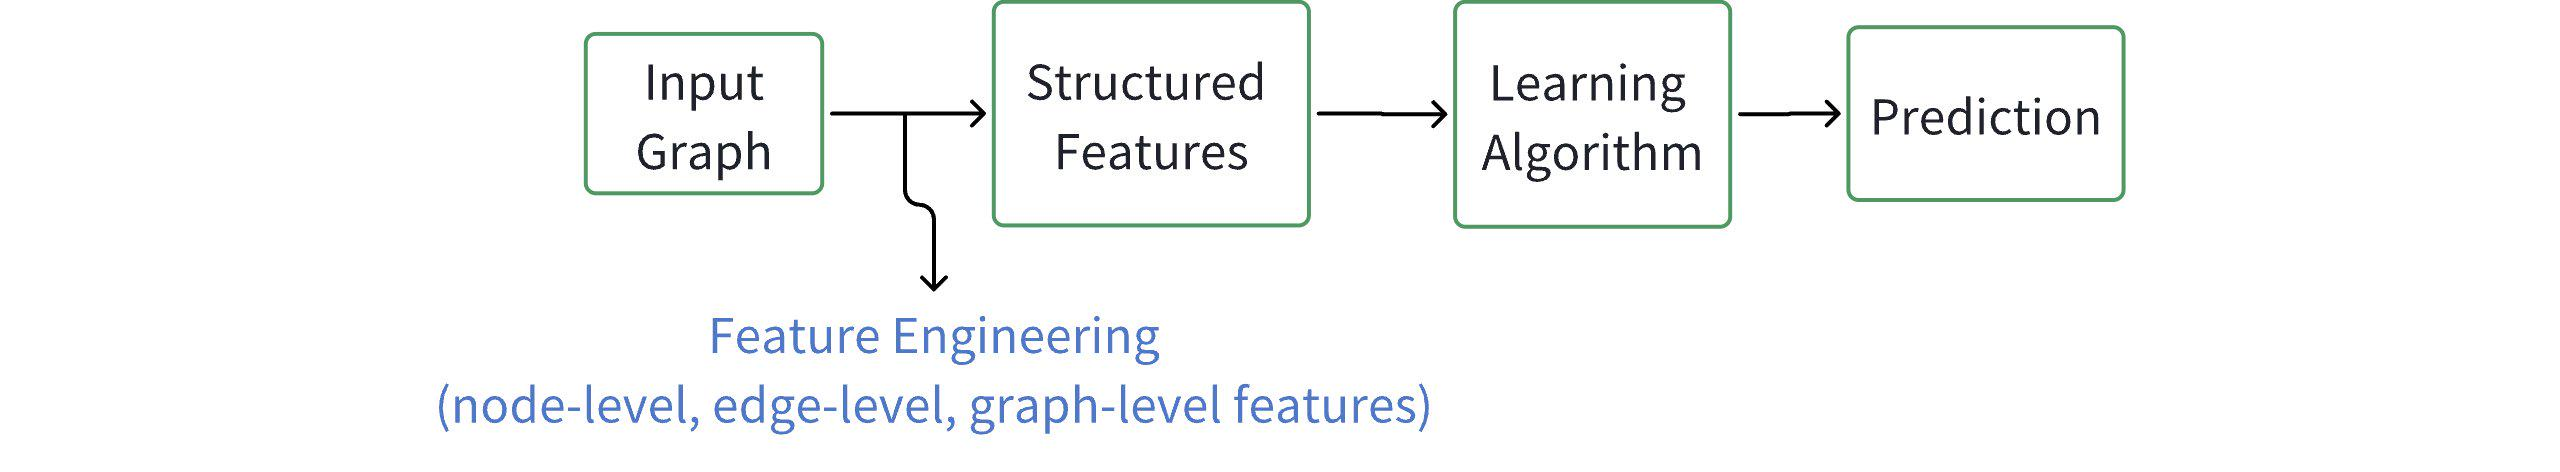 Input
Graph
Structured
Features
Learning
Algorithm
Prediction
Feature Engineering
(node-level, edge-level, graph-level features)